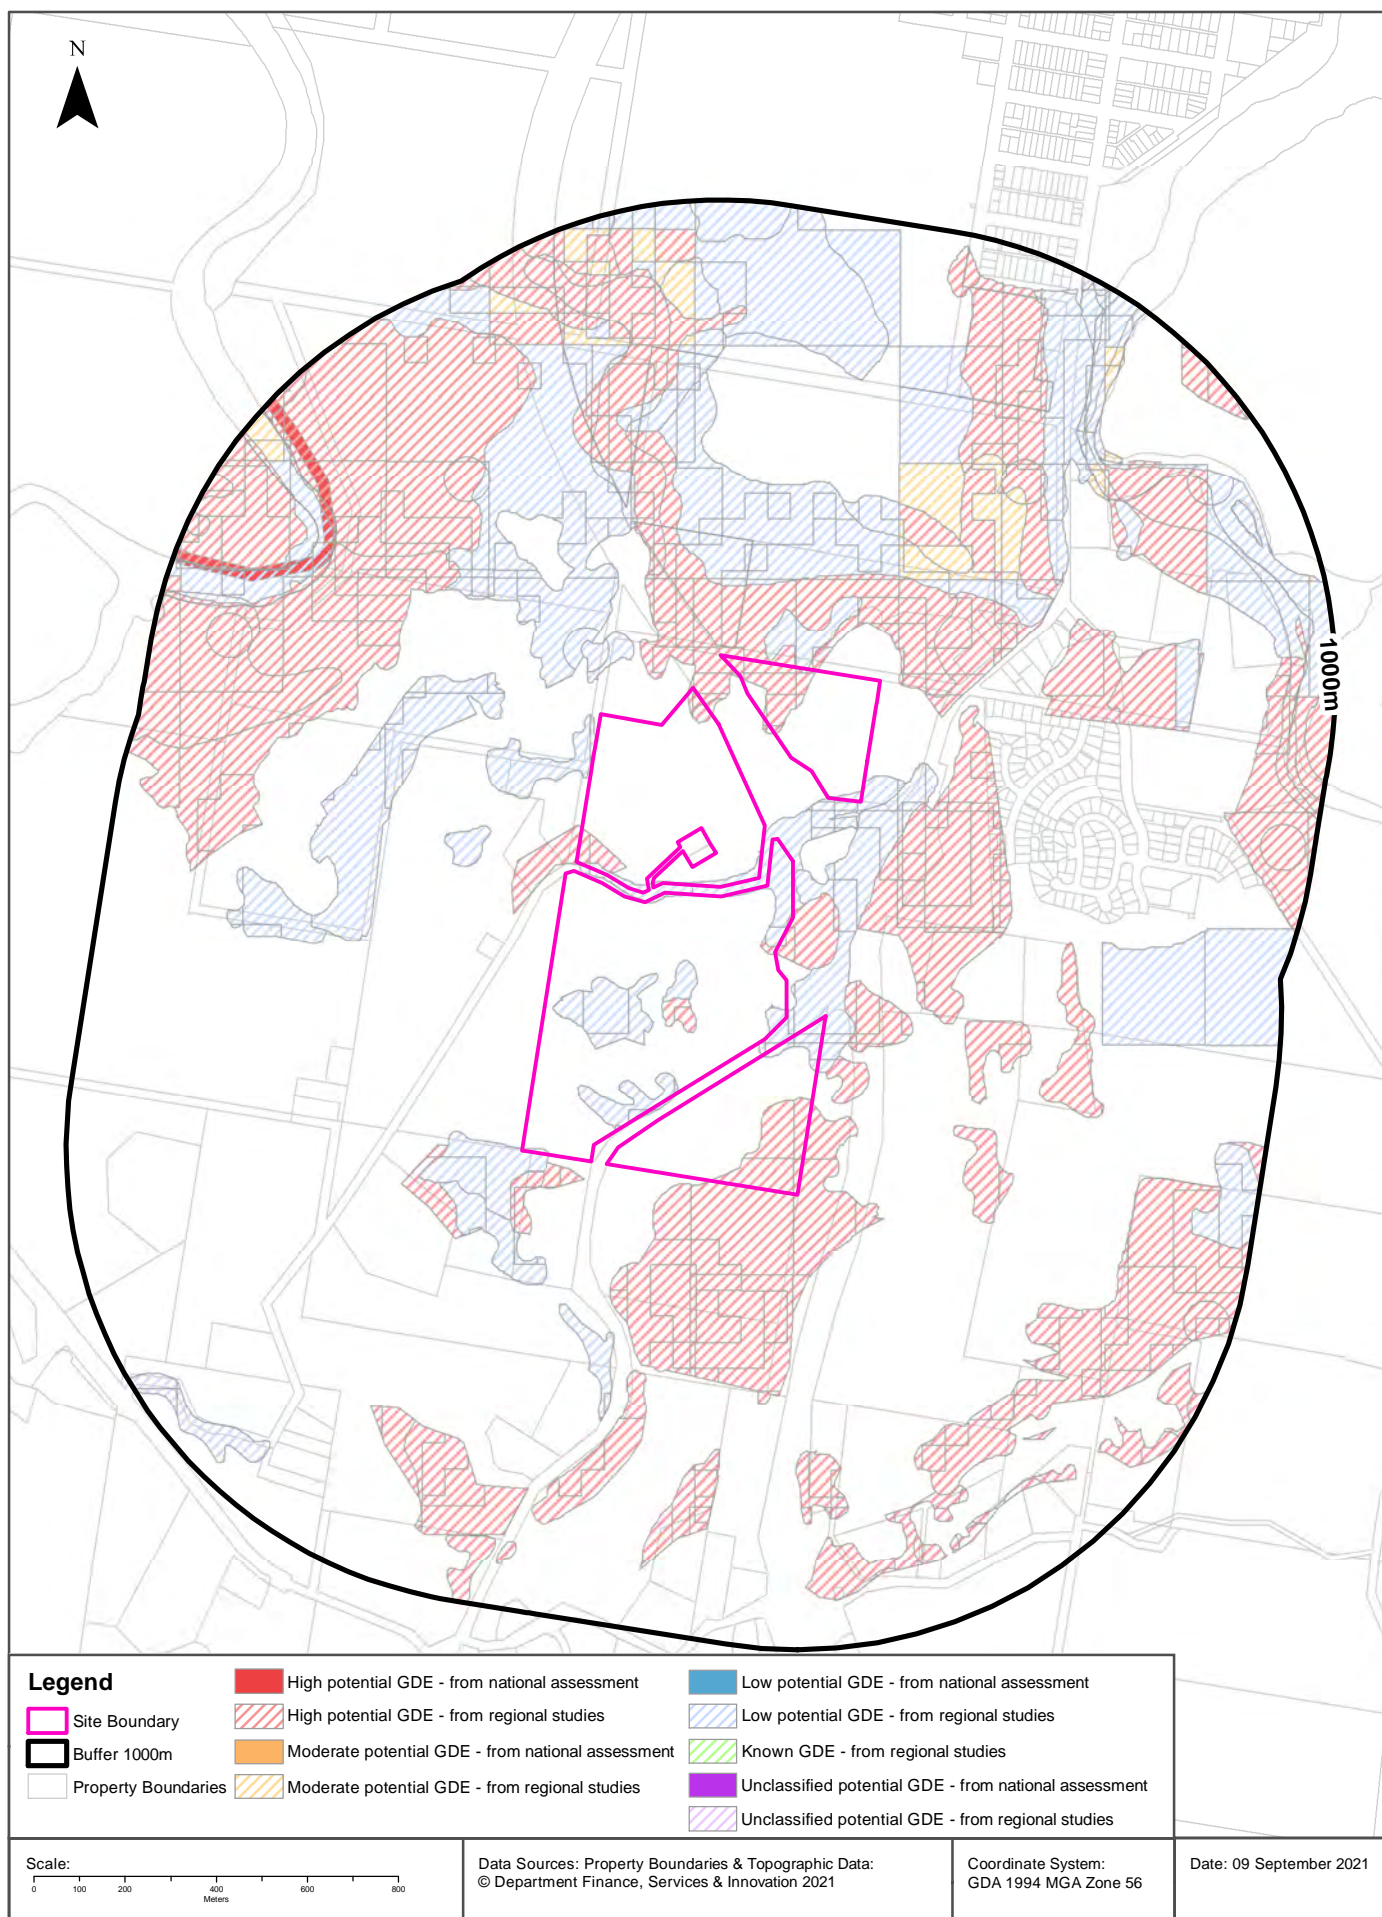 N
1000m
Legend
Site Boundary
Buffer 1000m
Property Boundaries
High potential GDE - from national assessment
High potential GDE - from regional studies
Moderate potential GDE - from national assessment
Moderate potential GDE - from regional studies
Low potential GDE - from national assessment
Low potential GDE - from regional studies
Known GDE - from regional studies
Unclassified potential GDE - from national assessment
Unclassified potential GDE - from regional studies
Scale:
0 100 200 400 600 800
Meters
Data Sources: Property Boundaries & Topographic Data:
© Department Finance, Services & Innovation 2021
Coordinate System:
GDA 1994 MGA Zone 56
Date: 09 September 2021